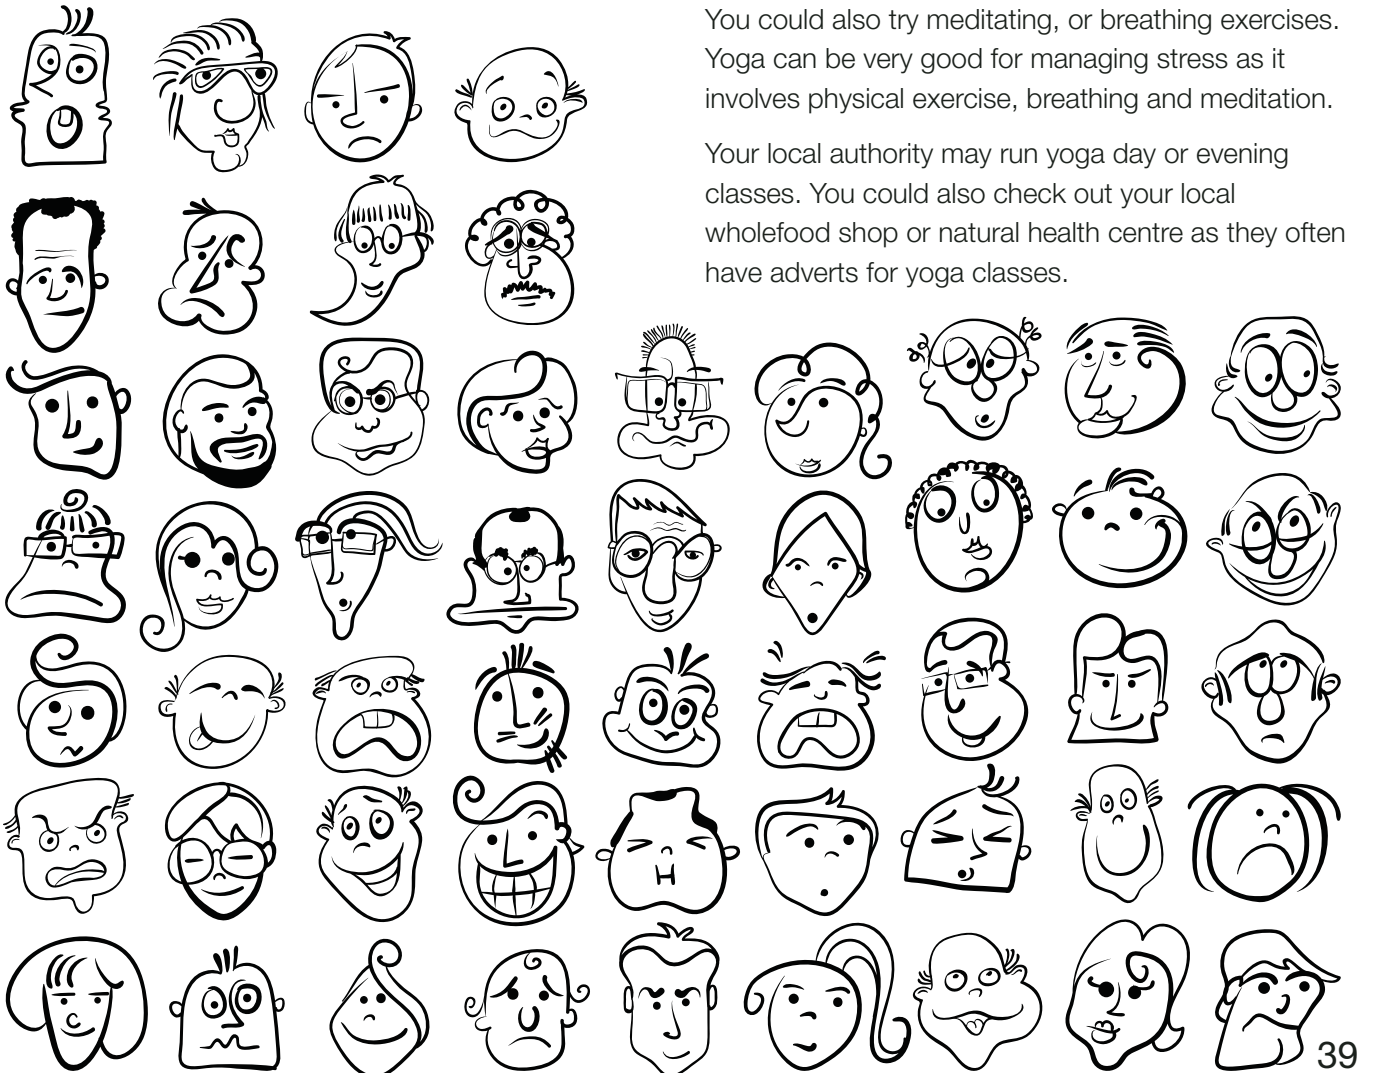 You could also try meditating, or breathing exercises.
Yoga can be very good for managing stress as it
involves physical exercise, breathing and meditation.
Your local authority may run yoga day or evening
classes. You could also check out your local
wholefood shop or natural health centre as they often
have adverts for yoga classes.
39